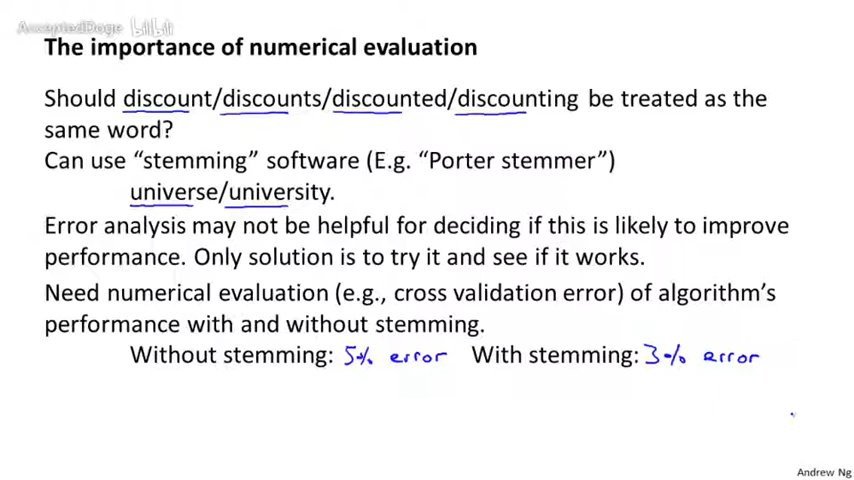 AcceptedDoge bilibili
The importance of numerical evaluation
Should discount/discounts/discounted/discounting be treated as the
same word?
Can use “stemming” software (E.g. “Porter stemmer”)
universe/university.
Error analysis may not be helpful for deciding if this is likely to improve
performance. Only solution is to try it and see if it works.
Need numerical evaluation (e.g., cross validation error) of algorithm’s
performance with and without stemming.
Without stemming: 5% error With stemming: 3% error
Andrew Ng